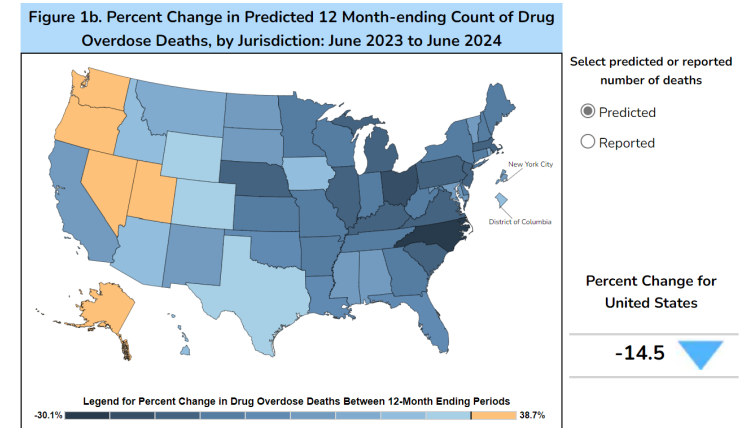 Figure 1b. Percent Change in Predicted 12 Month-ending Count of Drug
Overdose Deaths, by Jurisdiction: June 2023 to June 2024
Select predicted or reported
number of deaths
Predicted
Reported
New York City
District of Columbia
Percent Change for
United States
-14.5
Legend for Percent Change in Drug Overdose Deaths Between 12-Month Ending Periods
-30.1%
38.7%